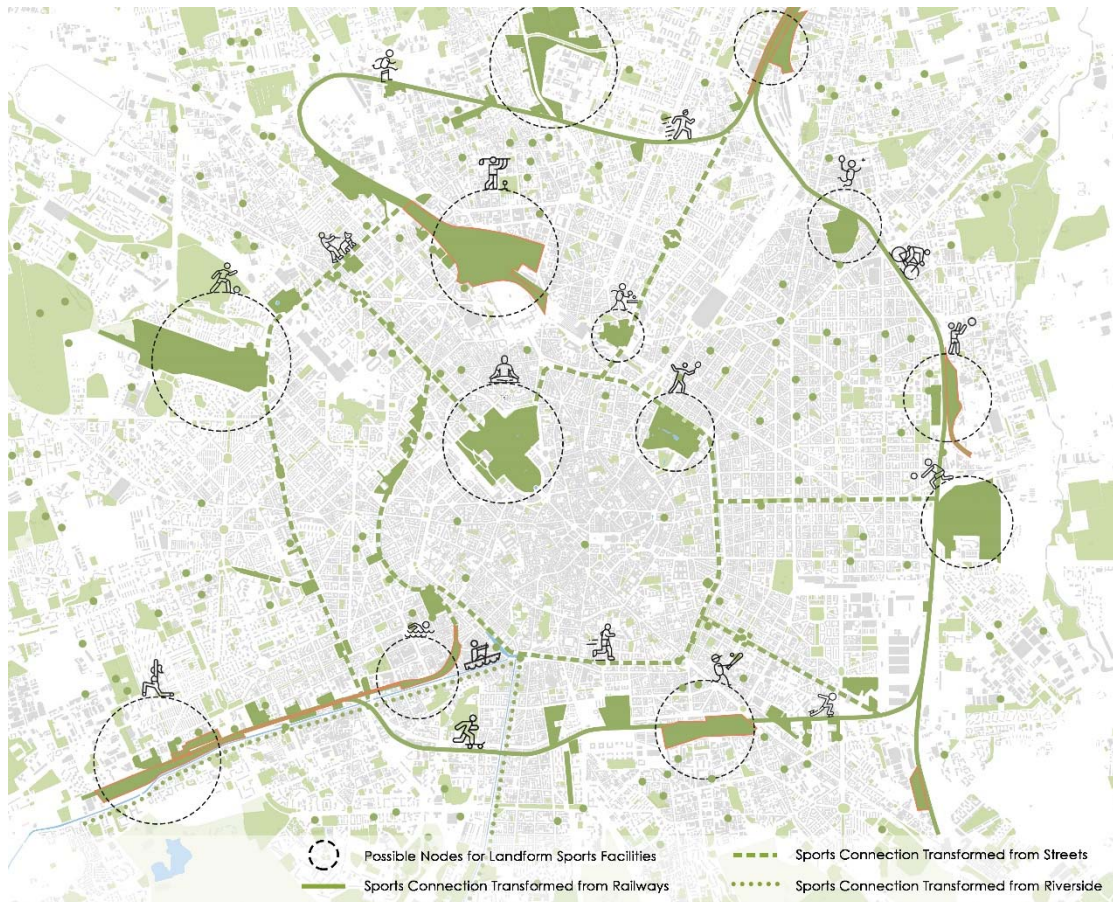 Possible Nodes for Landform Sports Facilities
Sports Connection Transformed from Streets
Sports Connection Transformed from Railways
Sports Connection Transformed from Riverside